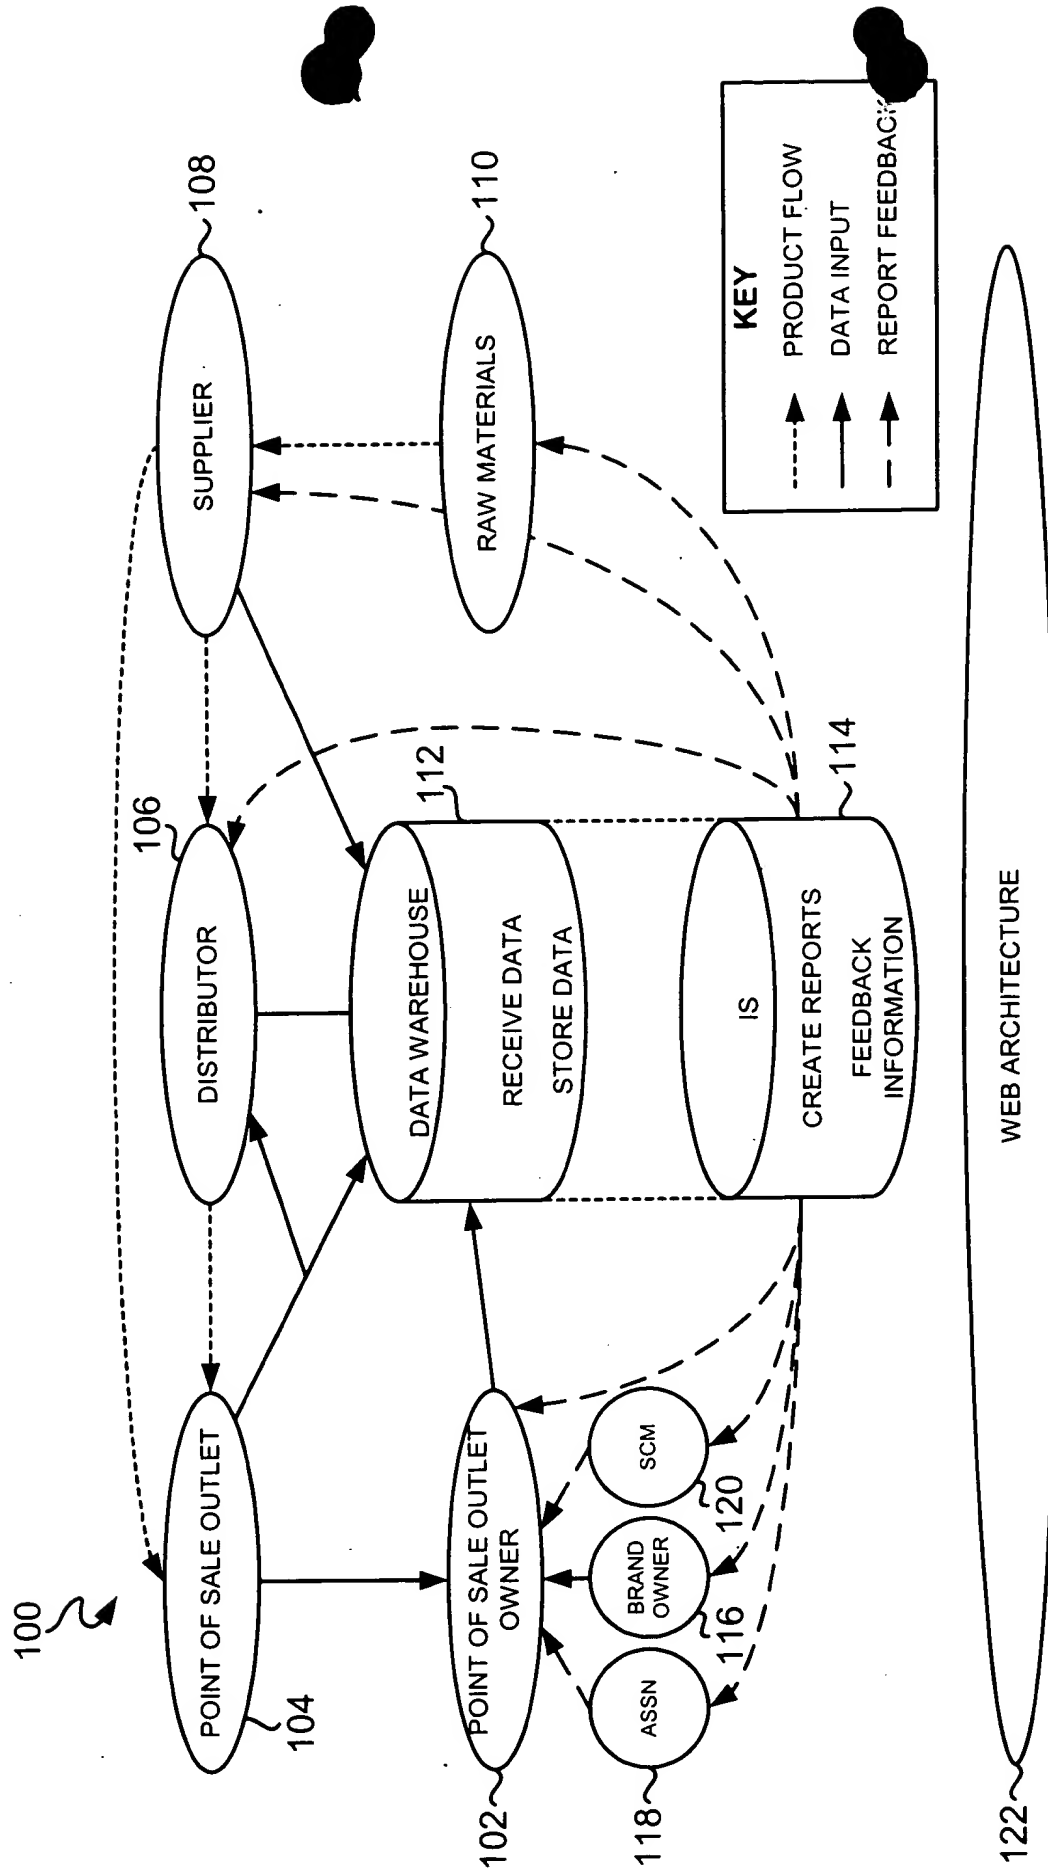 100
POINT OF SALE OUTLET
104
DISTRIBUTOR
106
SUPPLIER
108
POINT OF SALE OUTLET
OWNER
102
DATA WAREHOUSE
RECEIVE DATA
STORE DATA
112
RAW MATERIALS
110
ASSN
118
BRAND
OWNER
116
SCM
120
IS
CREATE REPORTS
FEEDBACK
INFORMATION
114
KEY
PRODUCT FLOW
DATA INPUT
REPORT FEEDBACK
WEB ARCHITECTURE
122